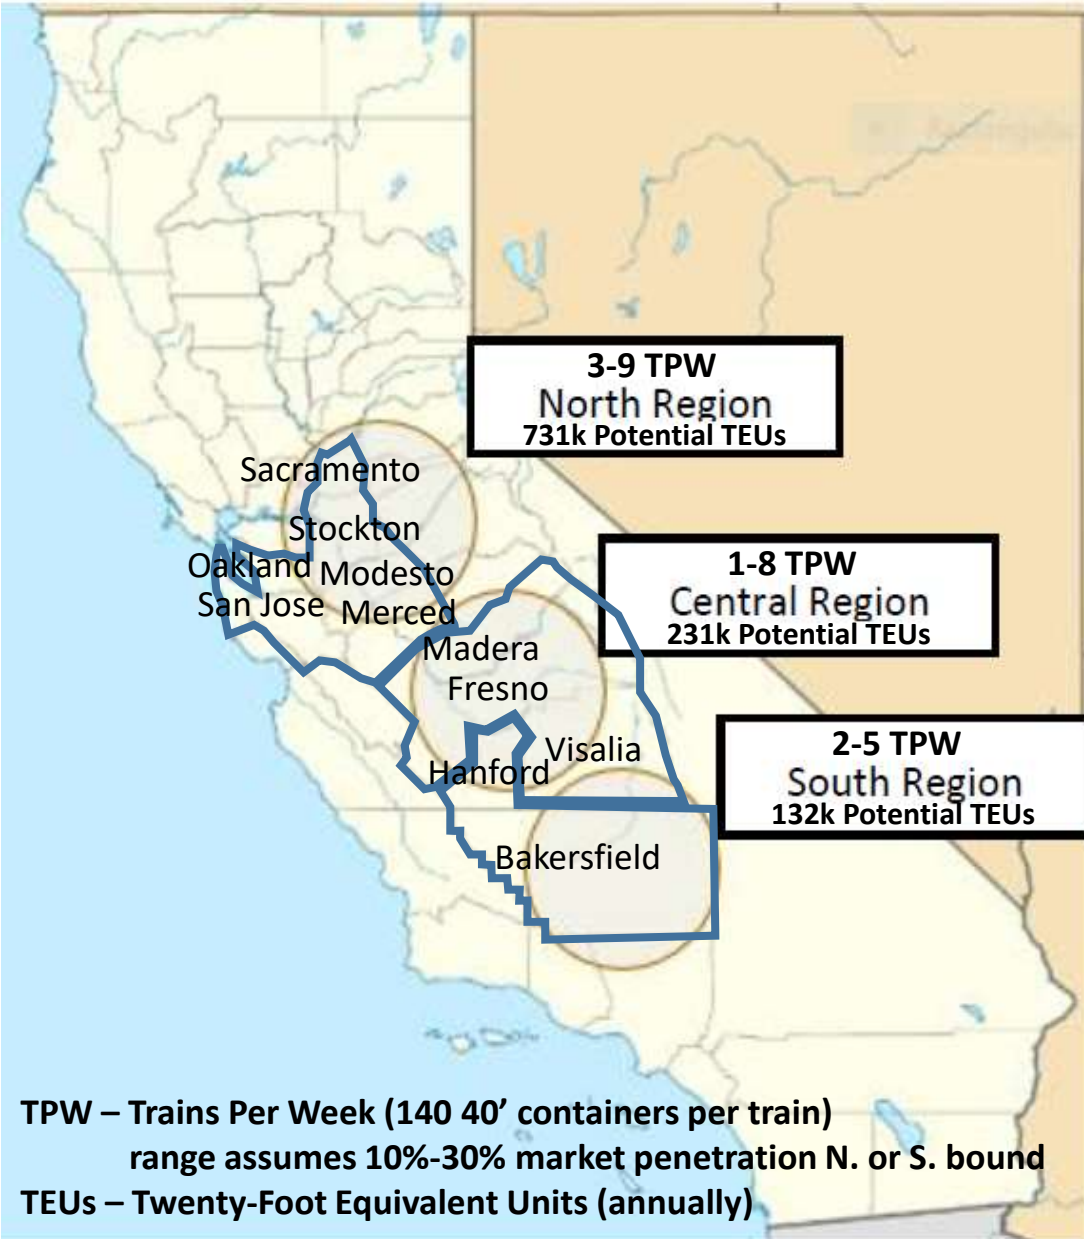 3-9 TPW
North Region
731k Potential TEUs
Sacramento
Stockton
Oakland
Modesto
San Jose
Merced
1-8 TPW
Central Region
231k Potential TEUs
Madera
Fresno
Visalia
Hanford
2-5 TPW
South Region
132k Potential TEUs
Bakersfield
TPW – Trains Per Week (140 40’ containers per train)
range assumes 10%-30% market penetration N. or S. bound
TEUs – Twenty-Foot Equivalent Units (annually)